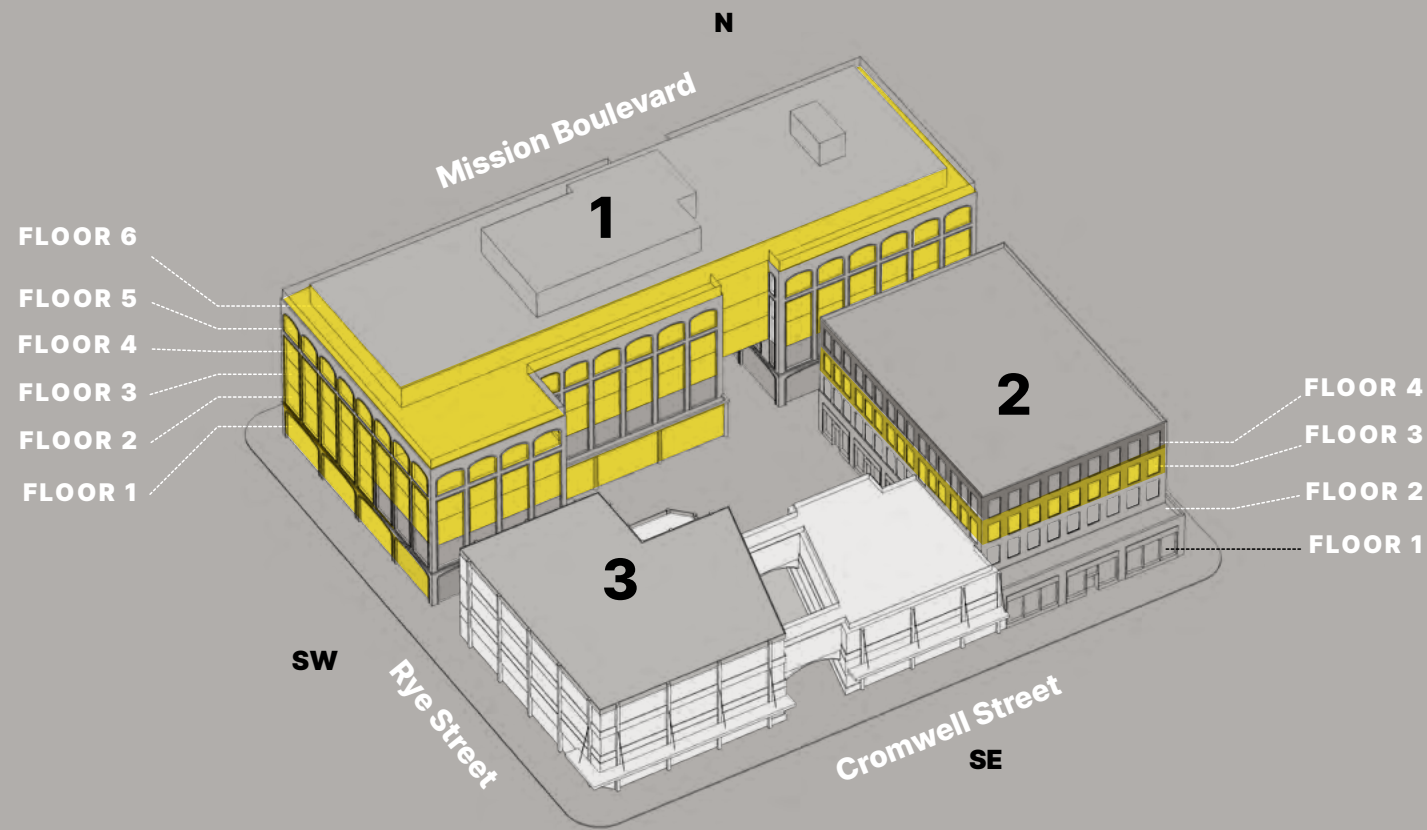 N
Mission Boulevard
1
FLOOR 6
FLOOR 5
FLOOR 4
FLOOR 3
FLOOR 2
FLOOR 1
2
FLOOR 4
FLOOR 3
FLOOR 2
FLOOR 1
3
SW
Rye Street
Cromwell Street
SE